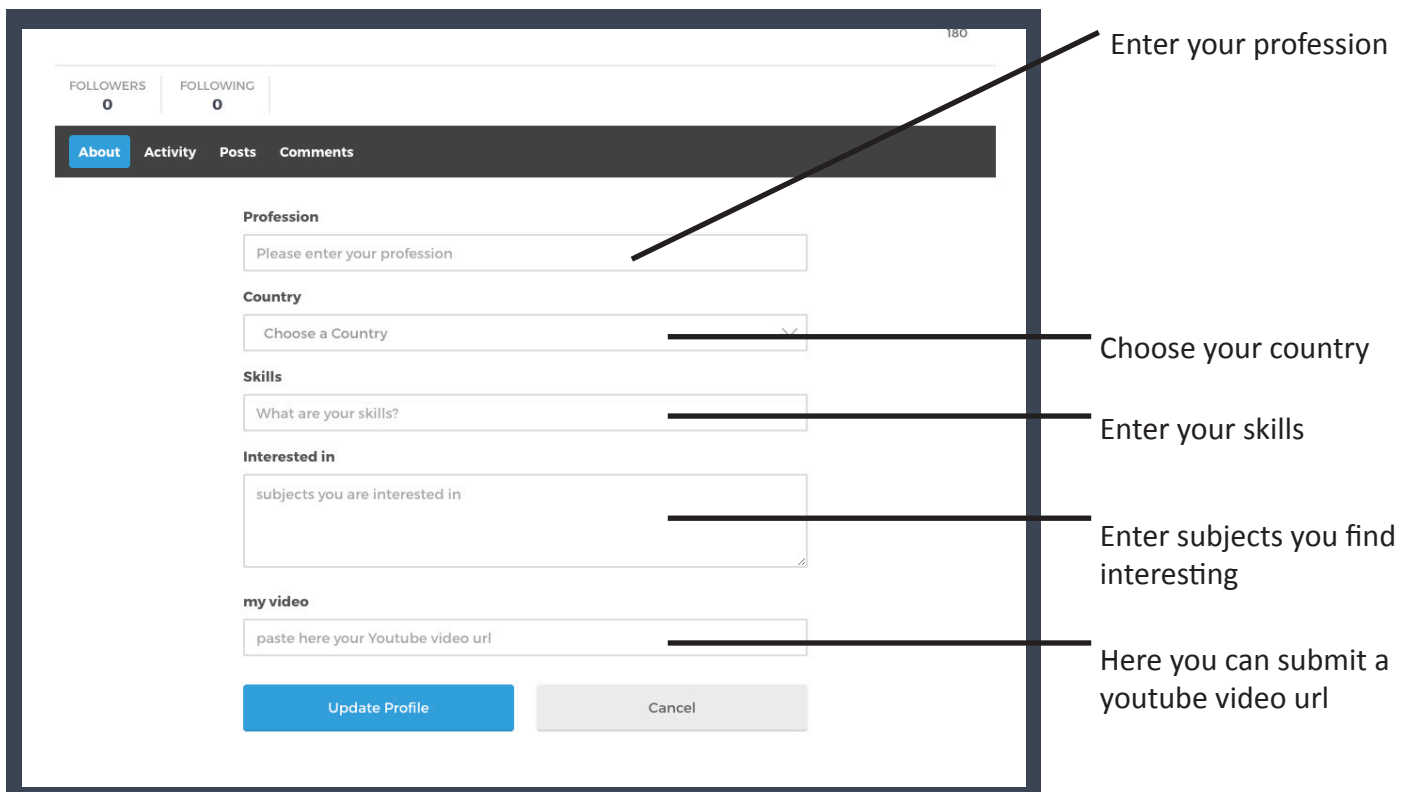 180
Enter your profession
FOLLOWERS FOLLOWING
0 0
About Activity Posts Comments
Profession
Please enter your profession
Country
Choose a Country
Choose your country
Skills
What are your skills?
Enter your skills
Interested in
subjects you are interested in
Enter subjects you find
interesting
my video
paste here your Youtube video url
Here you can submit a
youtube video url
Update Profile Cancel